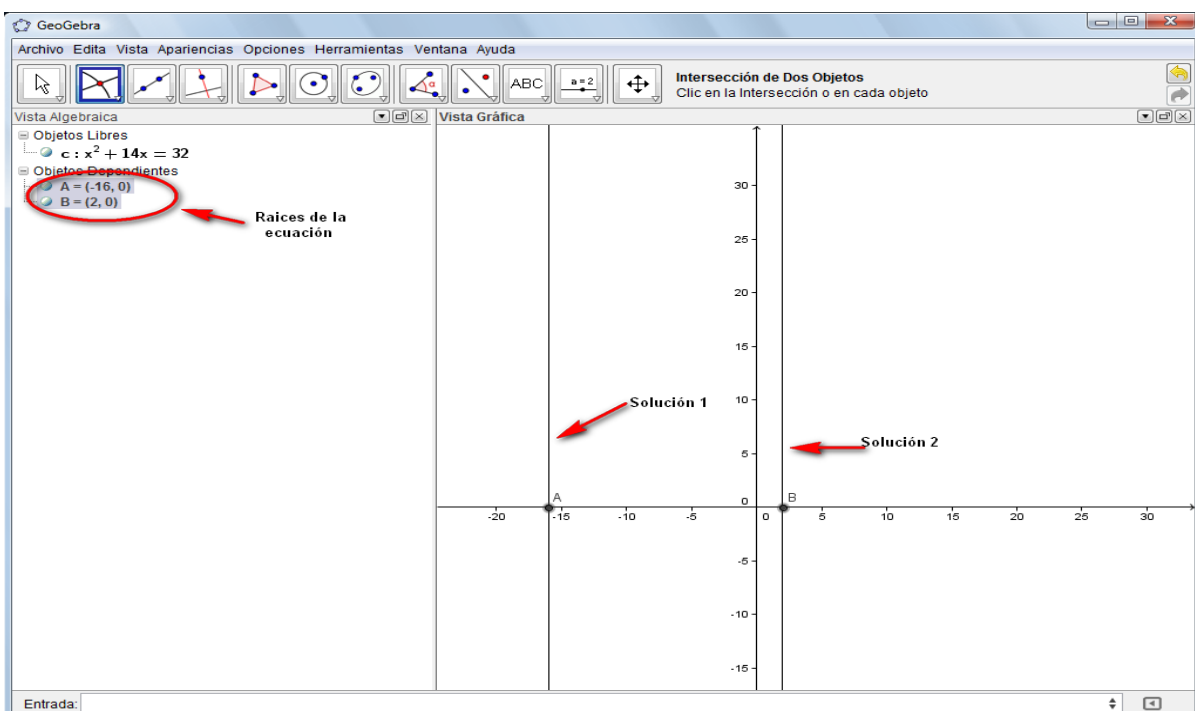 GeoGebra
Archivo Edita Vista Apariencias Opciones Herramientas Ventana Ayuda
ABC
a = 2
α
Intersección de Dos Objetos
Clic en la Intersección o en cada objeto
Vista Algebraica
Objetos Libres
c : x² + 14x = 32
Objetos Dependientes
A = (-16, 0)
B = (2, 0)
Raices de la
ecuación
Vista Gráfica
30
25
20
15
10
5
0
-5
-10
-15
Solución 1
Solución 2
A
B
-20 -15 -10 -5 0 5 10 15 20 25 30
Entrada: